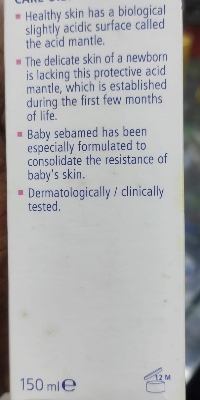 ▪ Healthy skin has a biological
slightly acidic surface called
the acid mantle.
▪ The delicate skin of a newborn
is lacking this protective acid
mantle, which is established
during the first few months
of life.
▪ Baby sebamed has been
especially formulated to
consolidate the resistance of
baby's skin.
▪ Dermatologically / clinically
tested.
150 ml ℮
12 M